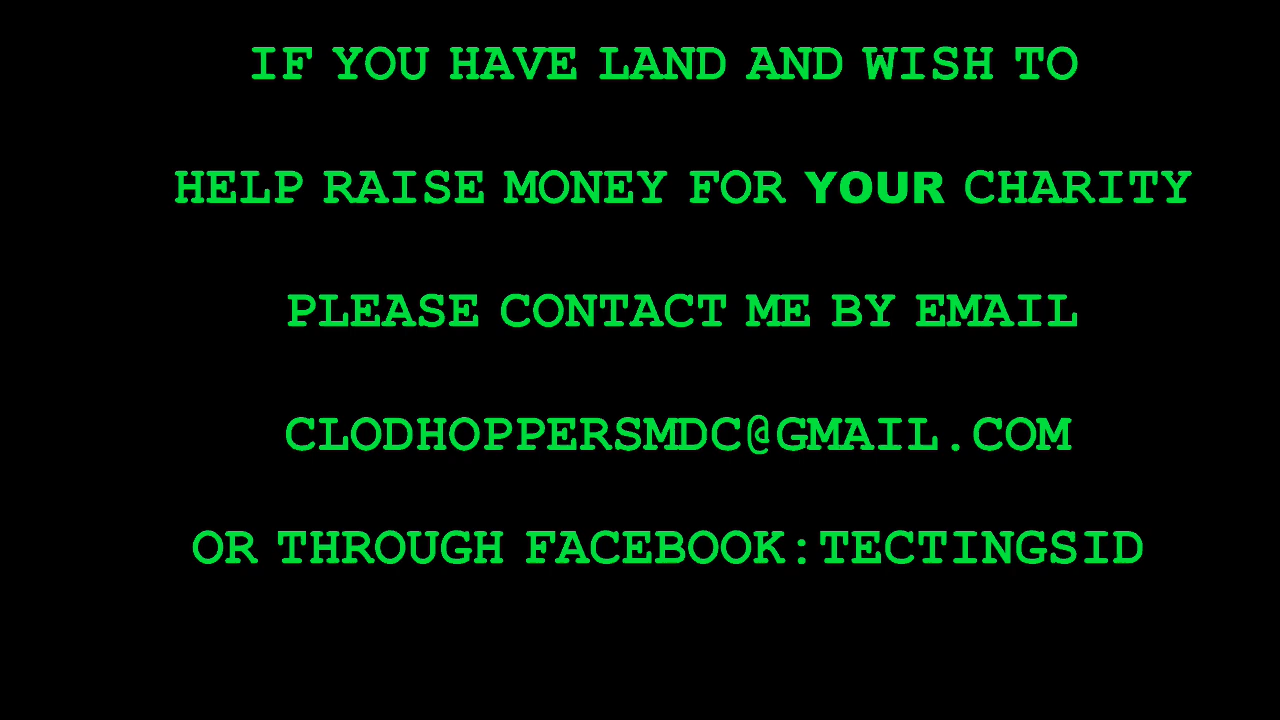 IF YOU HAVE LAND AND WISH TO
HELP RAISE MONEY FOR YOUR CHARITY
PLEASE CONTACT ME BY EMAIL
CLODHOPPERSMDC@GMAIL.COM
OR THROUGH FACEBOOK:TECTINGSID